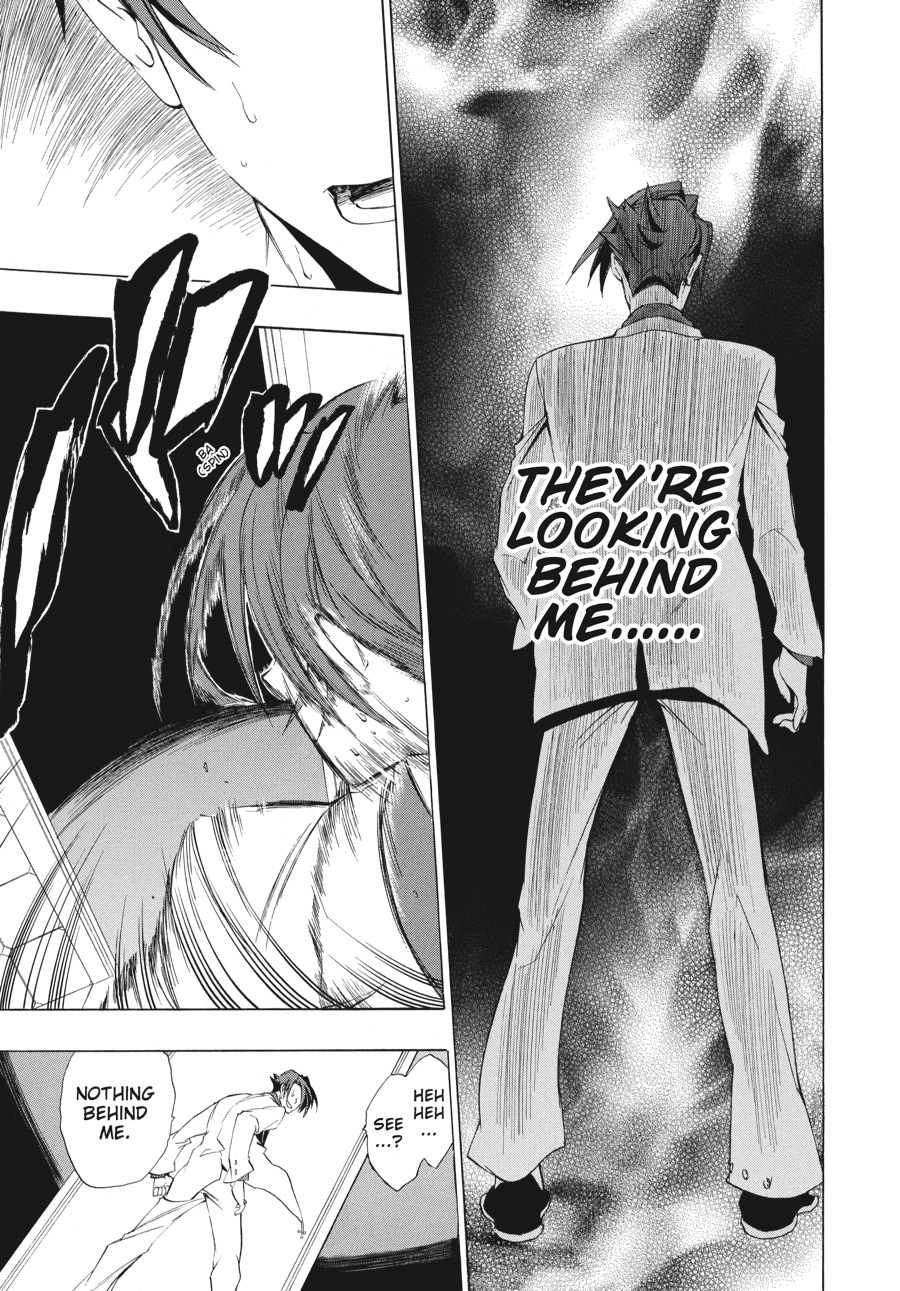 THEY'RE
LOOKING
BEHIND
ME......
BA
(SPIN)
HEH
HEH
...
SEE
...?
NOTHING
BEHIND
ME.